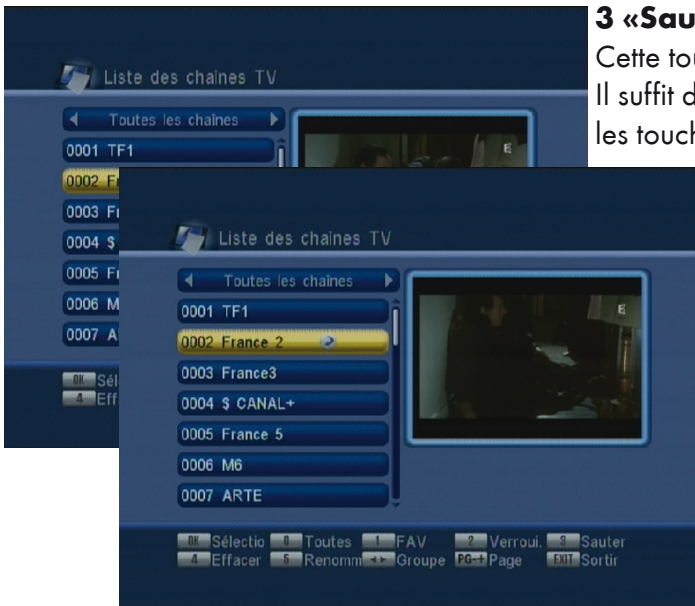 3 «Sau
Cette tou
Il suffit d
les touch
Liste des chaînes TV
Toutes les chaînes
0001 TF1
0002 Fr
0003 Fr
0004 $
0005 Fr
0006 M
0007 A
OK Sél
4 Eff
Liste des chaînes TV
Toutes les chaînes
0001 TF1
0002 France 2
0003 France3
0004 $ CANAL+
0005 France 5
0006 M6
0007 ARTE
OK Sélectio 0 Toutes 1 FAV 2 Verroui. 3 Sauter
4 Effacer 5 Renomm ◄► Groupe PG-+ Page EXIT Sortir